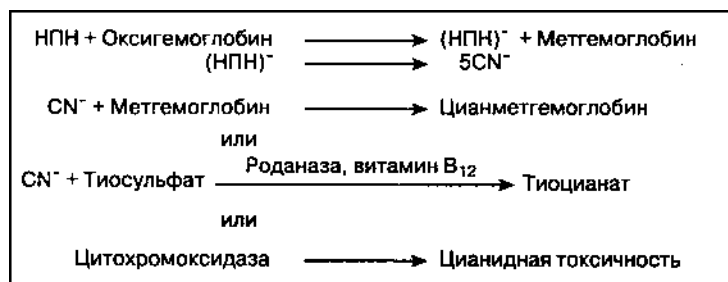 НПН + Оксигемоглобин ⟶ (НПН)⁻ + Метгемоглобин
(НПН)⁻ ⟶ 5CN⁻
CN⁻ + Метгемоглобин ⟶ Цианметгемоглобин
или
Роданаза, витамин B₁₂
CN⁻ + Тиосульфат ⟶ Тиоцианат
или
Цитохромоксидаза ⟶ Цианидная токсичность